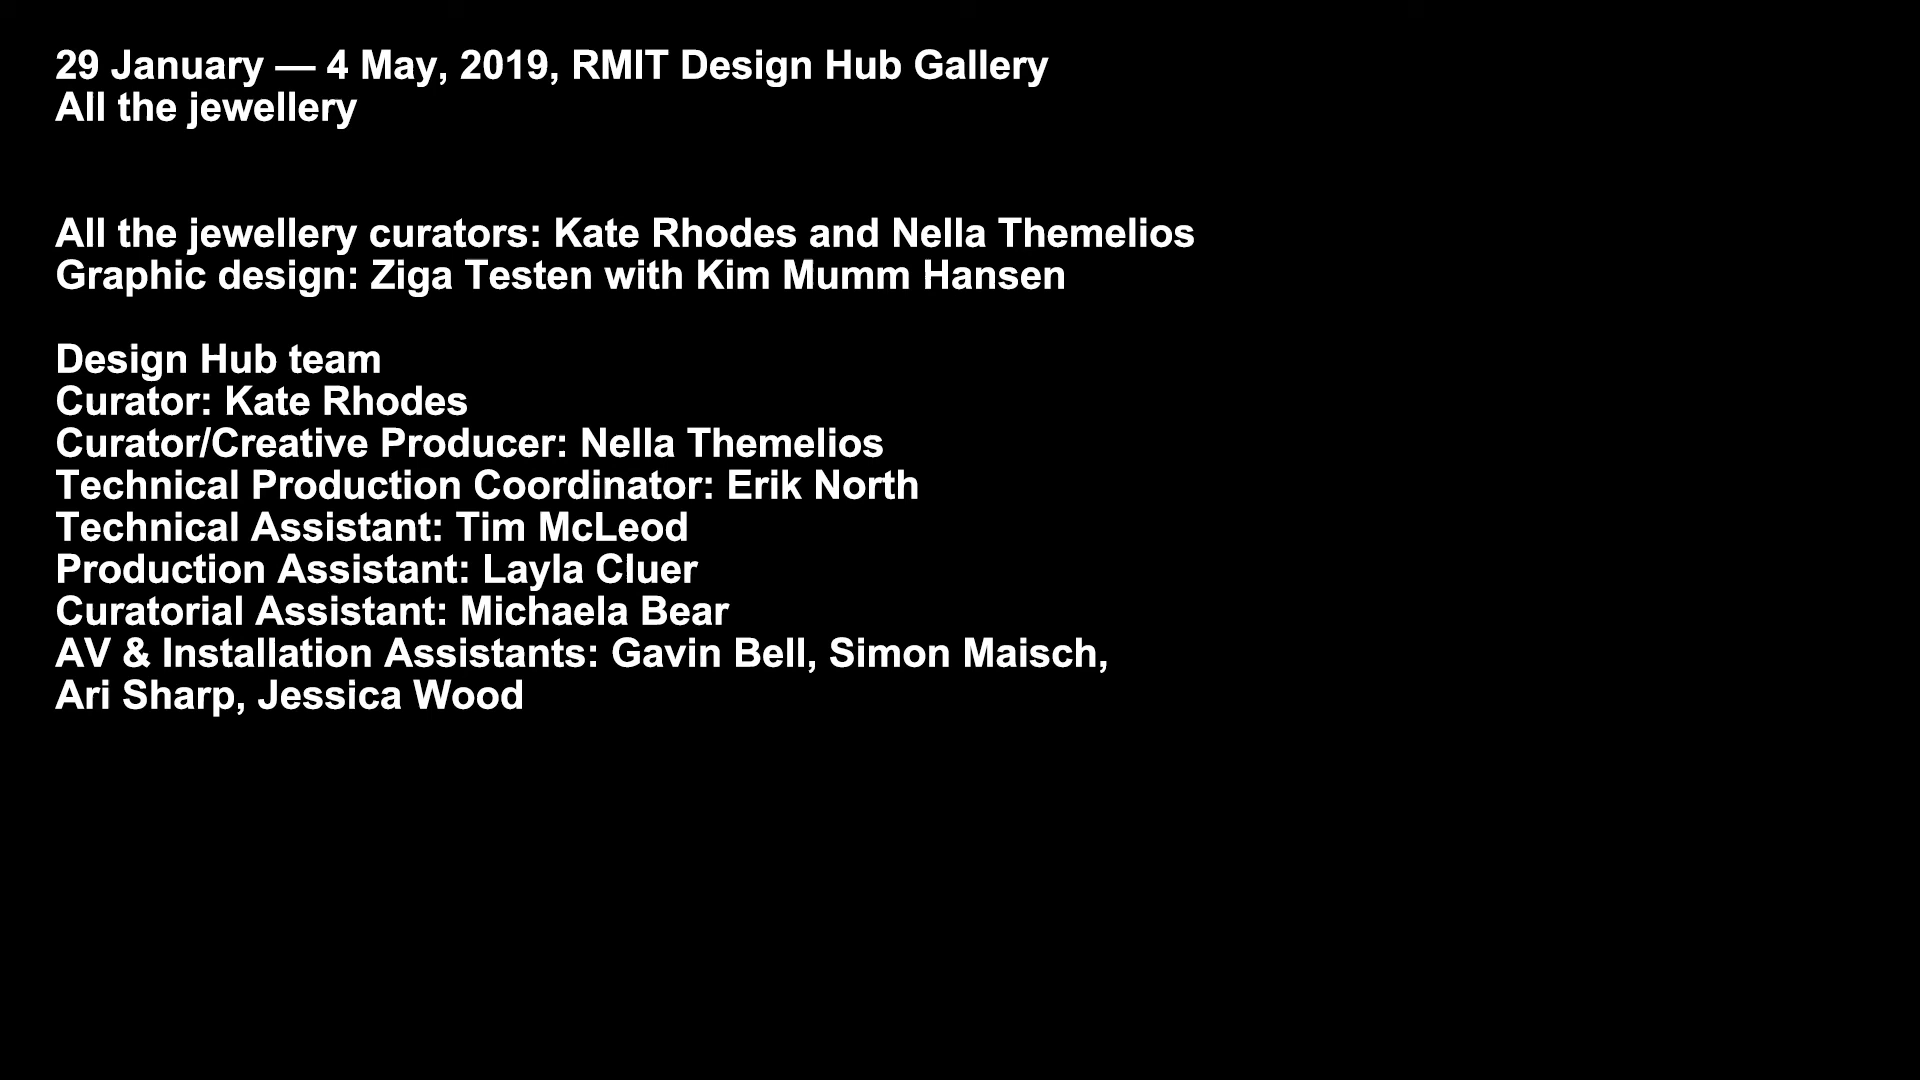 29 January — 4 May, 2019, RMIT Design Hub Gallery
All the jewellery
All the jewellery curators: Kate Rhodes and Nella Themelios
Graphic design: Ziga Testen with Kim Mumm Hansen
Design Hub team
Curator: Kate Rhodes
Curator/Creative Producer: Nella Themelios
Technical Production Coordinator: Erik North
Technical Assistant: Tim McLeod
Production Assistant: Layla Cluer
Curatorial Assistant: Michaela Bear
AV & Installation Assistants: Gavin Bell, Simon Maisch,
Ari Sharp, Jessica Wood